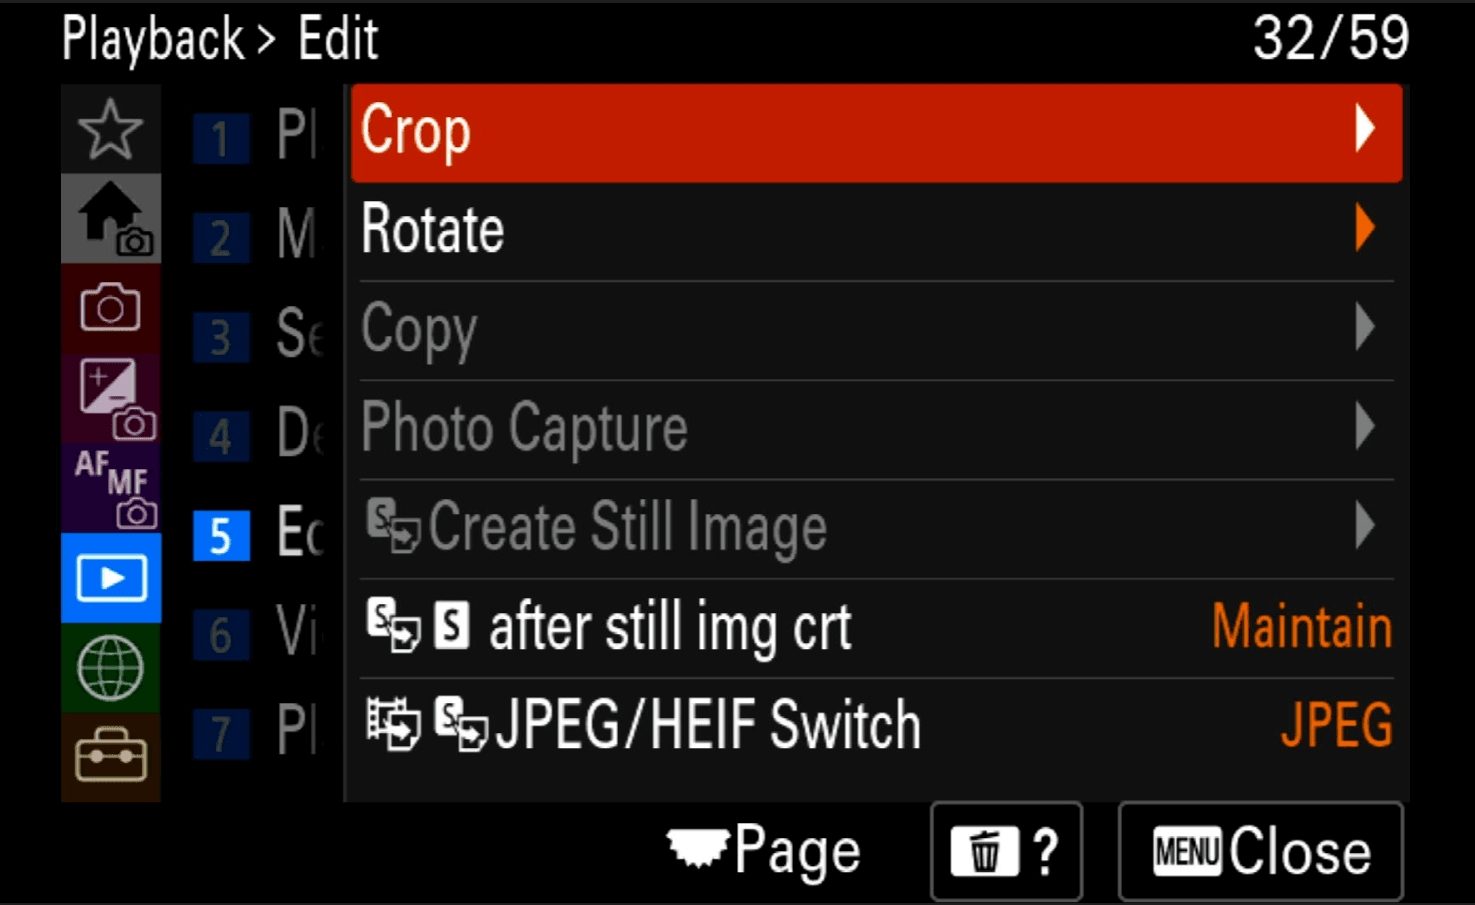 Playback > Edit 32/59
1 Pl
2 M
3 Se
4 De
5 Ed
6 Vi
7 Pl
AF MF
Crop
Rotate
Copy
Photo Capture
S Create Still Image
S S after still img crt Maintain
S JPEG/HEIF Switch JPEG
Page
?
MENU Close